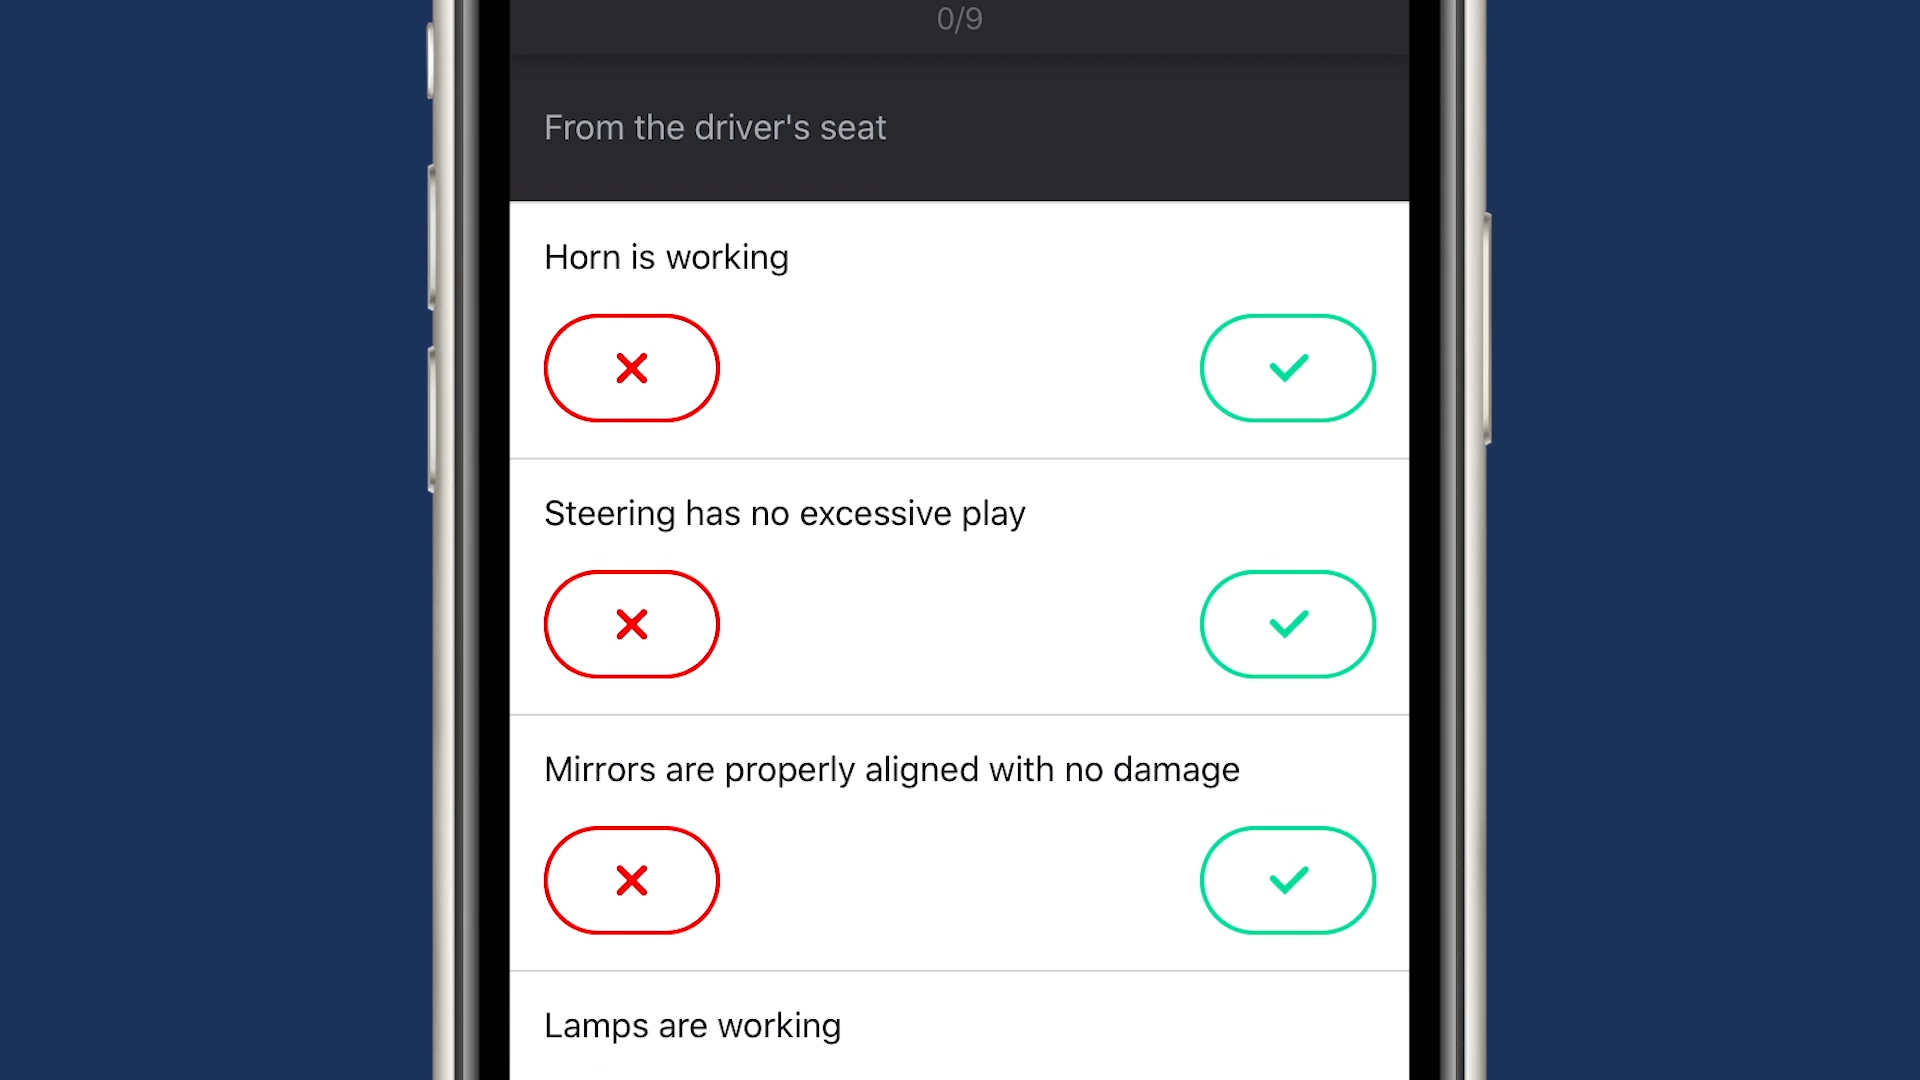 0/9
From the driver's seat
Horn is working
Steering has no excessive play
Mirrors are properly aligned with no damage
Lamps are working